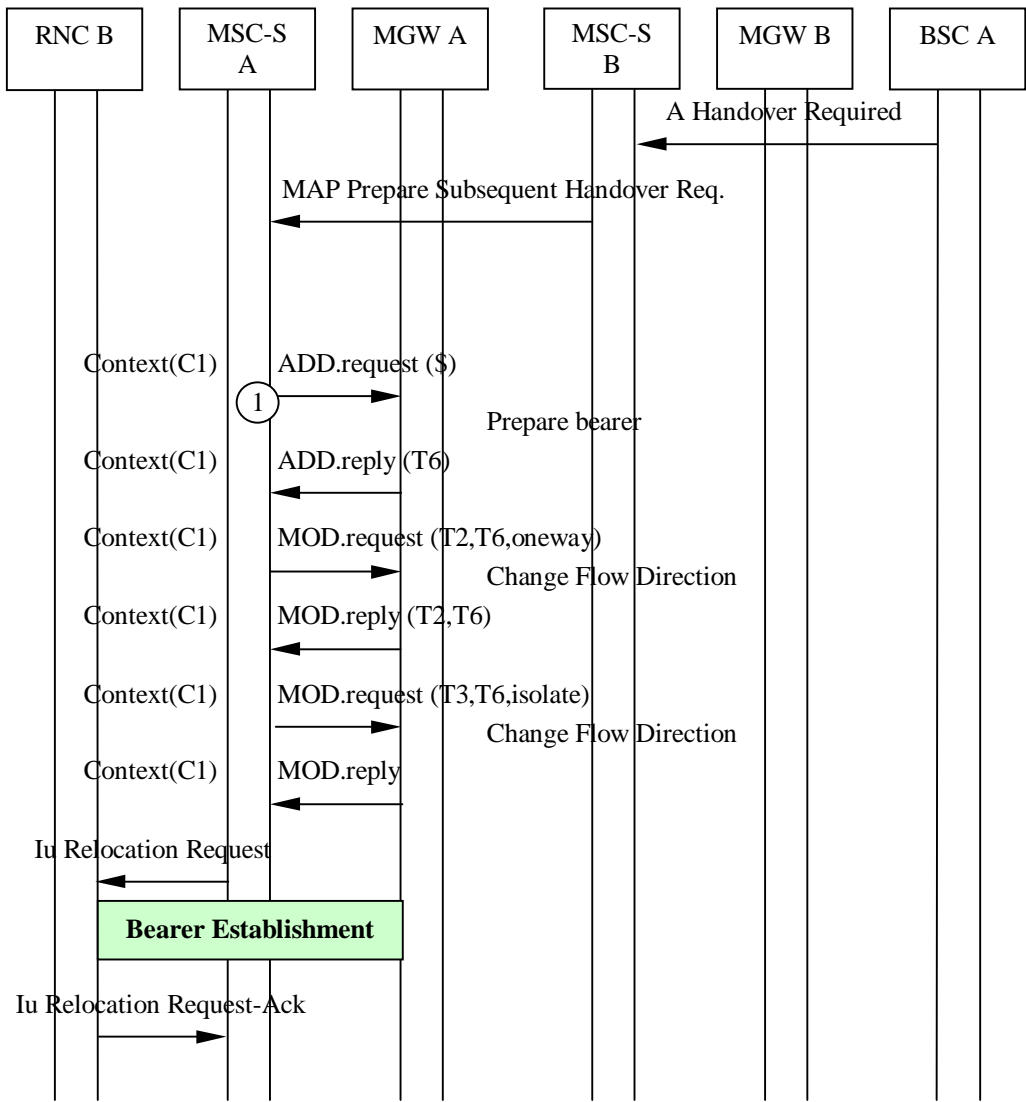 RNC B
MSC-S
A
MGW A
MSC-S
B
MGW B
BSC A
A Handover Required
MAP Prepare Subsequent Handover Req.
Context(C1)
ADD.request ($)
1
Prepare bearer
Context(C1)
ADD.reply (T6)
Context(C1)
MOD.request (T2,T6,oneway)
Change Flow Direction
Context(C1)
MOD.reply (T2,T6)
Context(C1)
MOD.request (T3,T6,isolate)
Change Flow Direction
Context(C1)
MOD.reply
Iu Relocation Request
Bearer Establishment
Iu Relocation Request-Ack